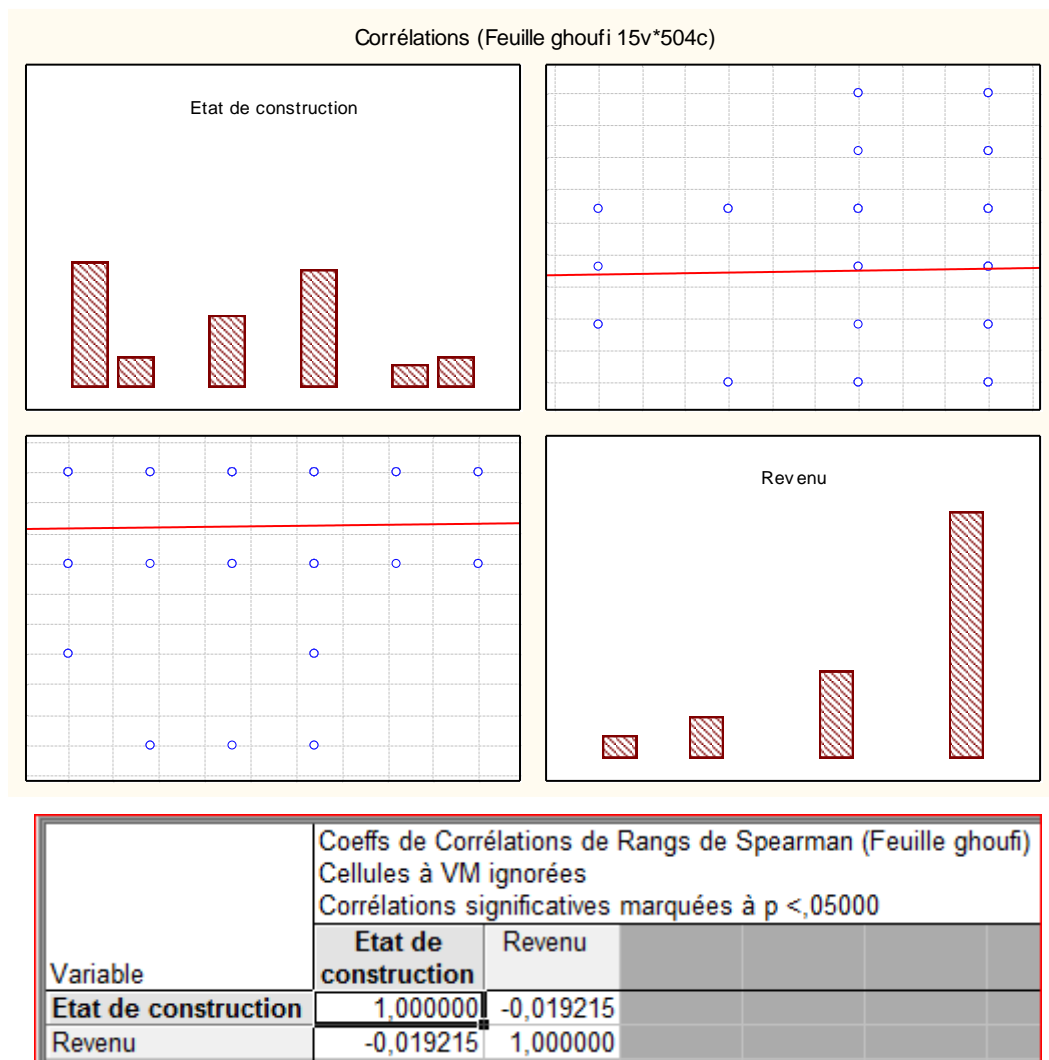 Corrélations (Feuille ghoufi 15v*504c)
Etat de construction
Revenu
Coeffs de Corrélations de Rangs de Spearman (Feuille ghoufi)
Cellules à VM ignorées
Corrélations significatives marquées à p <,05000
Variable
Etat de construction
Revenu
Etat de construction 1,000000 -0,019215
Revenu -0,019215 1,000000